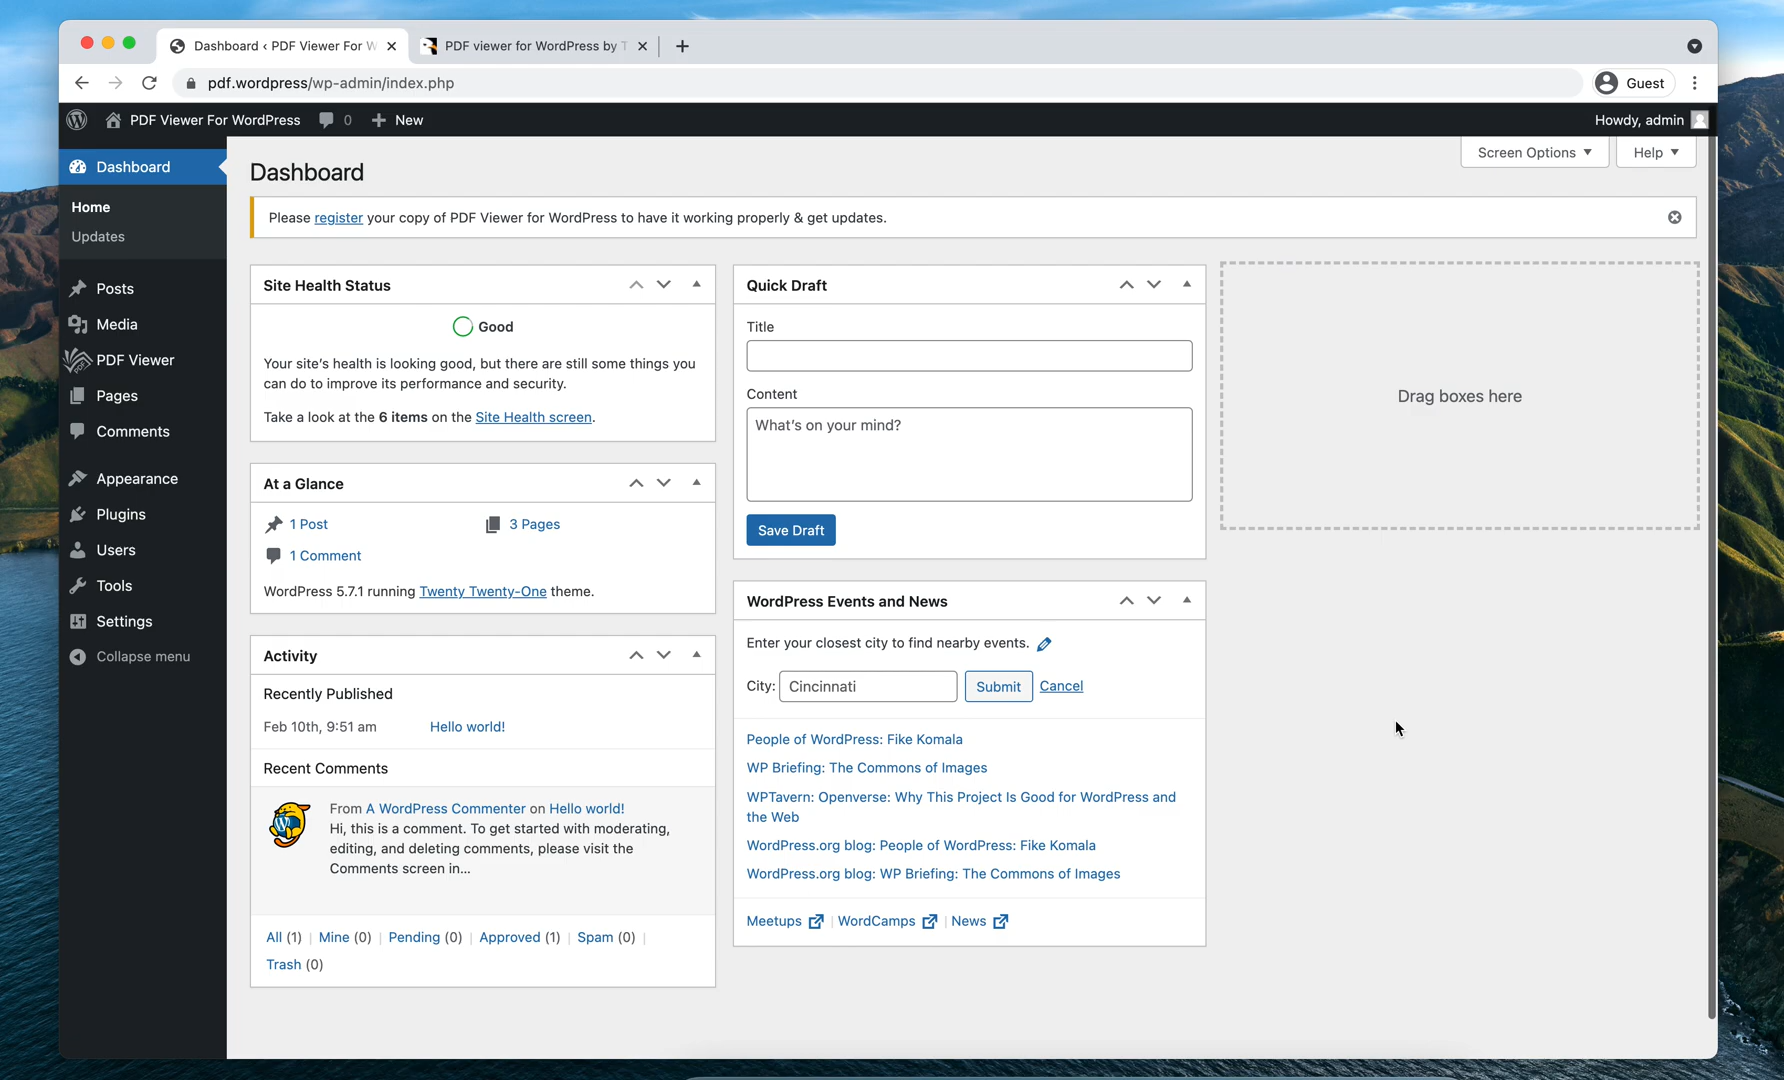 Dashboard ‹ PDF Viewer For W
PDF viewer for WordPress by T
pdf.wordpress/wp-admin/index.php
Guest
PDF Viewer For WordPress
0
New
Howdy, admin
Dashboard
Home
Updates
Posts
Media
PDF Viewer
Pages
Comments
Appearance
Plugins
Users
Tools
Settings
Collapse menu
Dashboard
Screen Options
Help
Please register your copy of PDF Viewer for WordPress to have it working properly & get updates.
Site Health Status
Good
Your site's health is looking good, but there are still some things you
can do to improve its performance and security.
Take a look at the 6 items on the Site Health screen.
At a Glance
1 Post
3 Pages
1 Comment
WordPress 5.7.1 running Twenty Twenty-One theme.
Activity
Recently Published
Feb 10th, 9:51 am
Hello world!
Recent Comments
From A WordPress Commenter on Hello world!
Hi, this is a comment. To get started with moderating,
editing, and deleting comments, please visit the
Comments screen in...
All (1) | Mine (0) | Pending (0) | Approved (1) | Spam (0) |
Trash (0)
Quick Draft
Title
Content
What's on your mind?
Save Draft
WordPress Events and News
Enter your closest city to find nearby events.
City: Cincinnati Submit Cancel
People of WordPress: Fike Komala
WP Briefing: The Commons of Images
WPTavern: Openverse: Why This Project Is Good for WordPress and
the Web
WordPress.org blog: People of WordPress: Fike Komala
WordPress.org blog: WP Briefing: The Commons of Images
Meetups | WordCamps | News
Drag boxes here